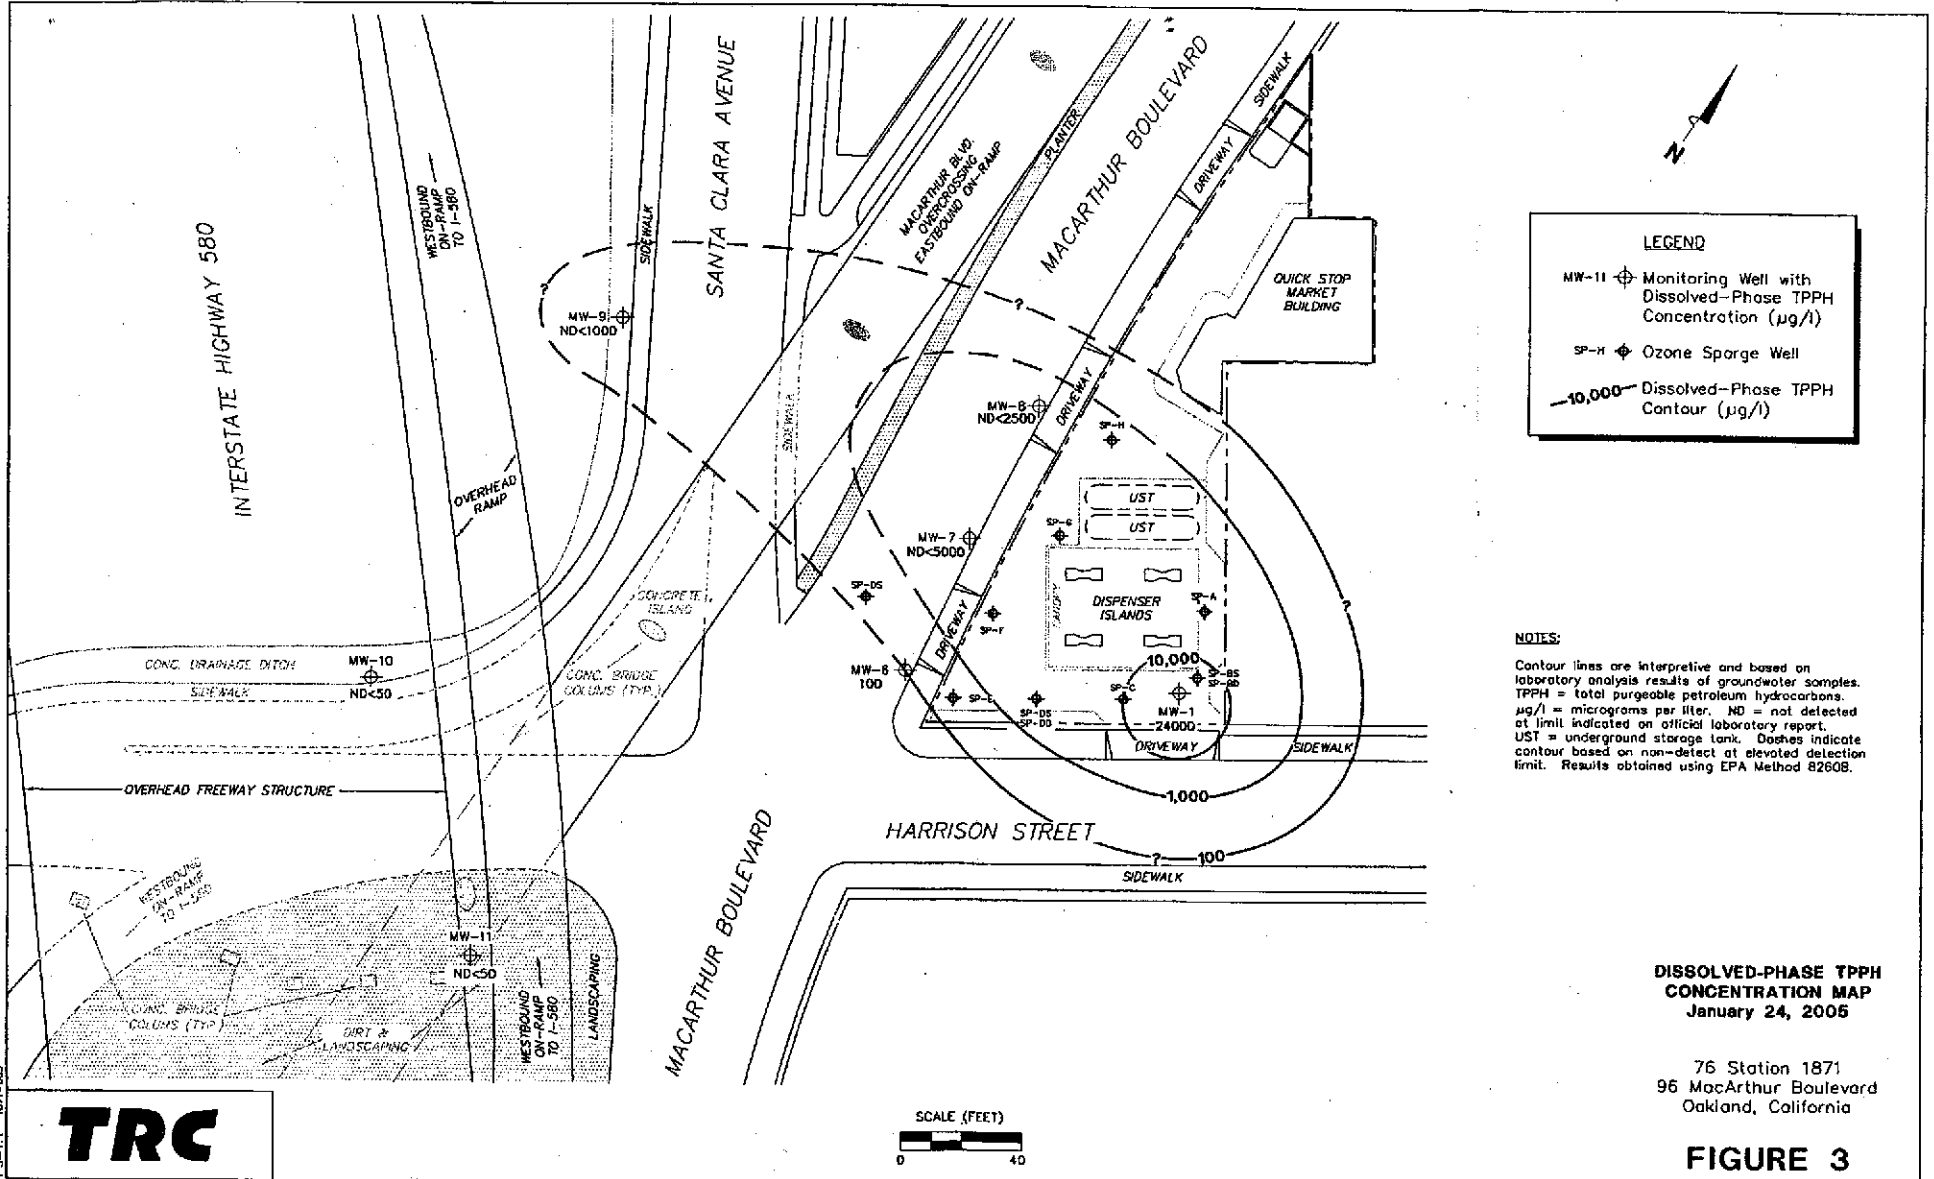 INTERSTATE HIGHWAY 580
WESTBOUND
ON-RAMP
TO I-580
SIDEWALK
SANTA CLARA AVENUE
MACARTHUR BLVD.
OVERCROSSING
EASTBOUND ON-RAMP
PLANTER
MACARTHUR BOULEVARD
SIDEWALK
DRIVEWAY
QUICK STOP
MARKET
BUILDING
N
LEGEND
MW-11 Monitoring Well with
Dissolved-Phase TPPH
Concentration (µg/l)
SP-H Ozone Sparge Well
10,000 Dissolved-Phase TPPH
Contour (µg/l)
?
MW-9
ND<1000
?
MW-8
ND<2500
DRIVEWAY
SP-H
SIDEWALK
OVERHEAD
RAMP
UST
UST
SP-G
MW-7
ND<5000
SP-DS
CONCRETE
ISLAND
DRIVEWAY
SP-F
CANOPY
DISPENSER
ISLANDS
SP-A
?
CONC. DRAINAGE DITCH
SIDEWALK
MW-10
ND<50
CONC. BRIDGE
COLUMS (TYP.)
MW-6
100
SP-E
SP-DS
SP-DD
SP-C
10,000
SP-BS
MW-1
24000
DRIVEWAY
SIDEWALK
OVERHEAD FREEWAY STRUCTURE
1,000
HARRISON STREET
?
100
SIDEWALK
WESTBOUND
ON-RAMP
TO I-580
MW-11
ND<50
CONC. BRIDGE
COLUMS (TYP.)
DIRT &
LANDSCAPING
WESTBOUND
ON-RAMP
TO I-580
LANDSCAPING
MACARTHUR BOULEVARD
NOTES:
Contour lines are interpretive and based on
laboratory analysis results of groundwater samples.
TPPH = total purgeable petroleum hydrocarbons.
µg/l = micrograms per liter. ND = not detected
at limit indicated on official laboratory report.
UST = underground storage tank. Dashes indicate
contour based on non-detect at elevated detection
limit. Results obtained using EPA Method 8260B.
DISSOLVED-PHASE TPPH
CONCENTRATION MAP
January 24, 2005
76 Station 1871
96 MacArthur Boulevard
Oakland, California
FIGURE 3
TRC
SCALE (FEET)
0 40